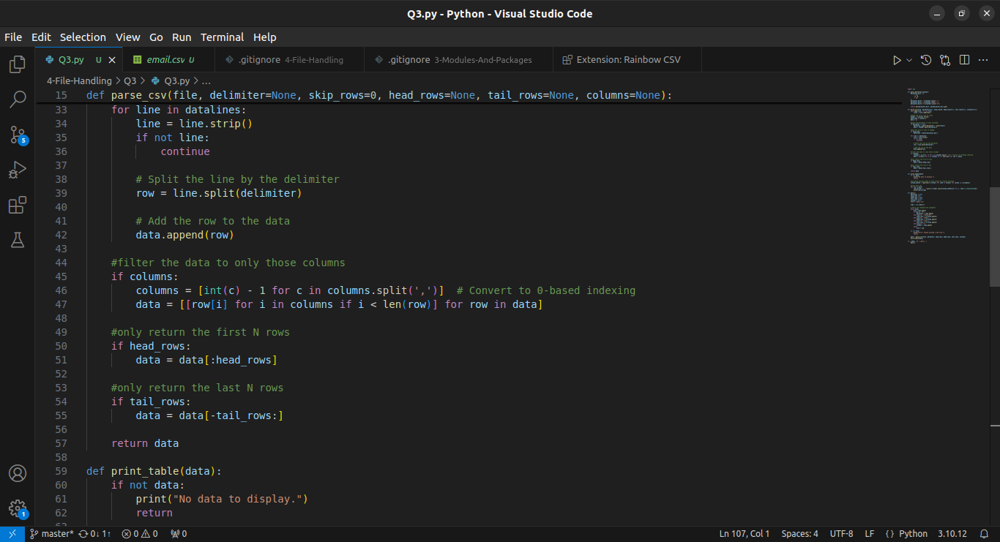 Q3.py - Python - Visual Studio Code
File Edit Selection View Go Run Terminal Help
Q3.py U email.csv U .gitignore 4-File-Handling .gitignore 3-Modules-And-Packages Extension: Rainbow CSV
4-File-Handling > Q3 > Q3.py > ...
15 def parse_csv(file, delimiter=None, skip_rows=0, head_rows=None, tail_rows=None, columns=None):
33 for line in datalines:
34 line = line.strip()
35 if not line:
36 continue
37
38 # Split the line by the delimiter
39 row = line.split(delimiter)
40
41 # Add the row to the data
42 data.append(row)
43
44 #filter the data to only those columns
45 if columns:
46 columns = [int(c) - 1 for c in columns.split(',')]  # Convert to 0-based indexing
47 data = [[row[i] for i in columns if i < len(row)] for row in data]
48
49 #only return the first N rows
50 if head_rows:
51 data = data[:head_rows]
52
53 #only return the last N rows
54 if tail_rows:
55 data = data[-tail_rows:]
56
57 return data
58
59 def print_table(data):
60 if not data:
61 print("No data to display.")
62 return
5
1
master* 0↓ 1↑ 0 0 0 Ln 107, Col 1 Spaces: 4 UTF-8 LF {} Python 3.10.12